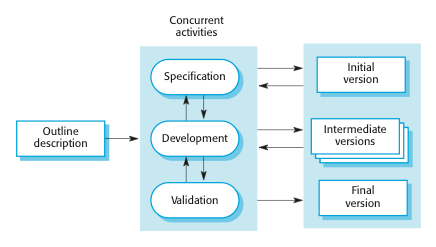 Concurrent
activities
Specification
Initial
version
Outline
description
Development
Intermediate
versions
Validation
Final
version